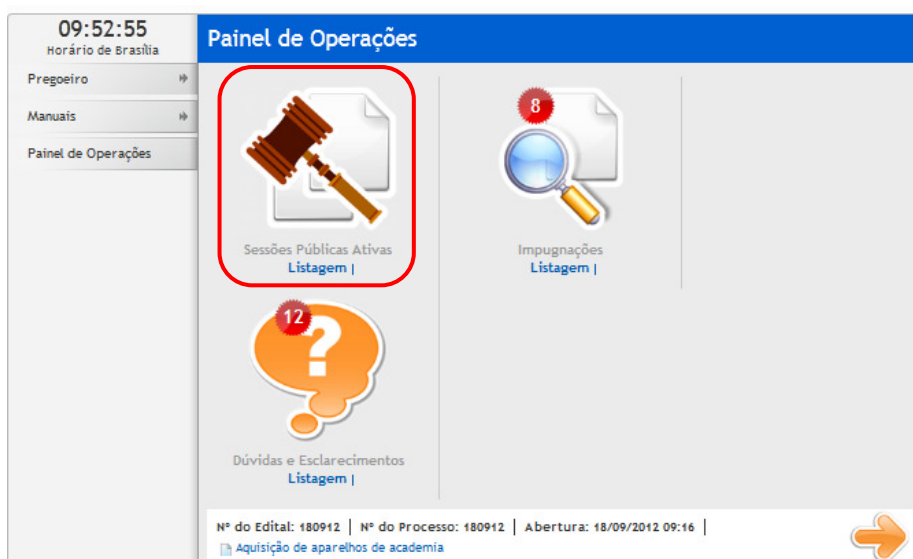 09:52:55
Horário de Brasília
Pregoeiro
Manuais
Painel de Operações
Painel de Operações
Sessões Públicas Ativas
Listagem |
8
Impugnações
Listagem |
12
?
Dúvidas e Esclarecimentos
Listagem |
Nº do Edital: 180912 | Nº do Processo: 180912 | Abertura: 18/09/2012 09:16 |
Aquisição de aparelhos de academia